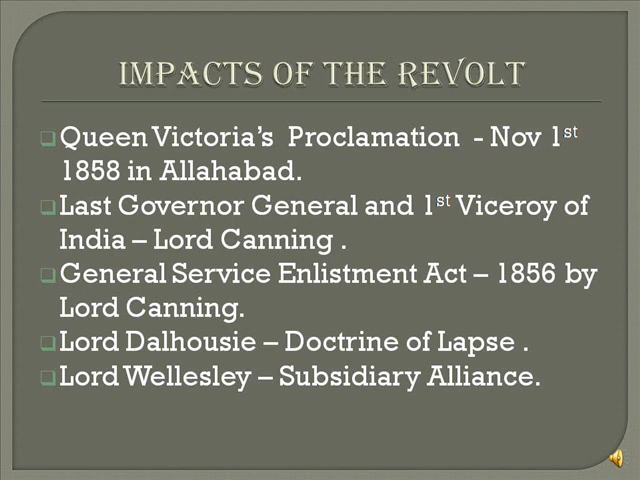 IMPACTS OF THE REVOLT
Queen Victoria's Proclamation - Nov 1st
1858 in Allahabad.
Last Governor General and 1st Viceroy of
India – Lord Canning .
General Service Enlistment Act – 1856 by
Lord Canning.
Lord Dalhousie – Doctrine of Lapse .
Lord Wellesley – Subsidiary Alliance.